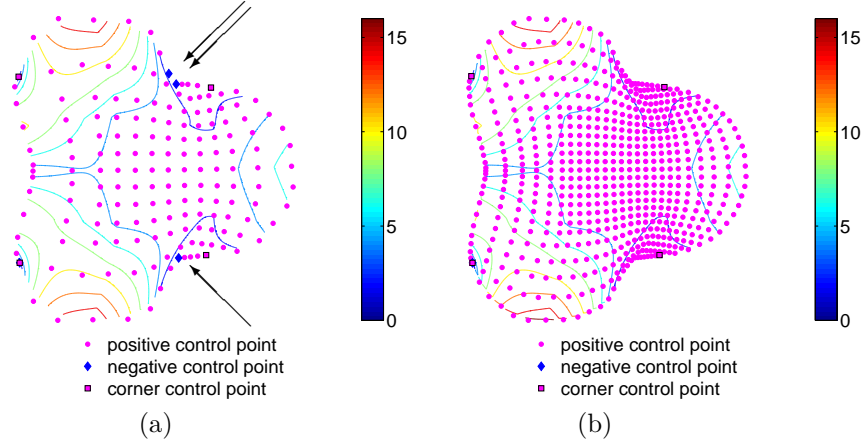 15
10
5
0
positive control point
negative control point
corner control point
(a)
15
10
5
0
positive control point
negative control point
corner control point
(b)